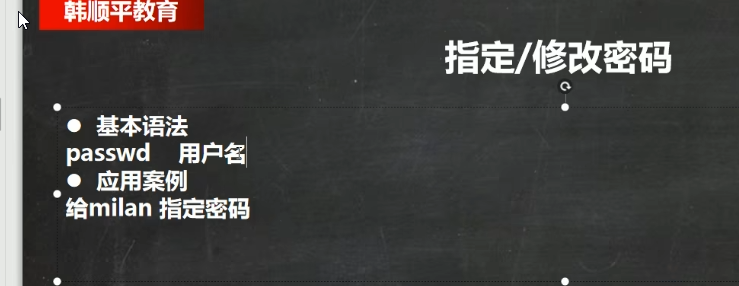 韩顺平教育
指定/修改密码
● 基本语法
passwd 用户名
● 应用案例
给milan 指定密码